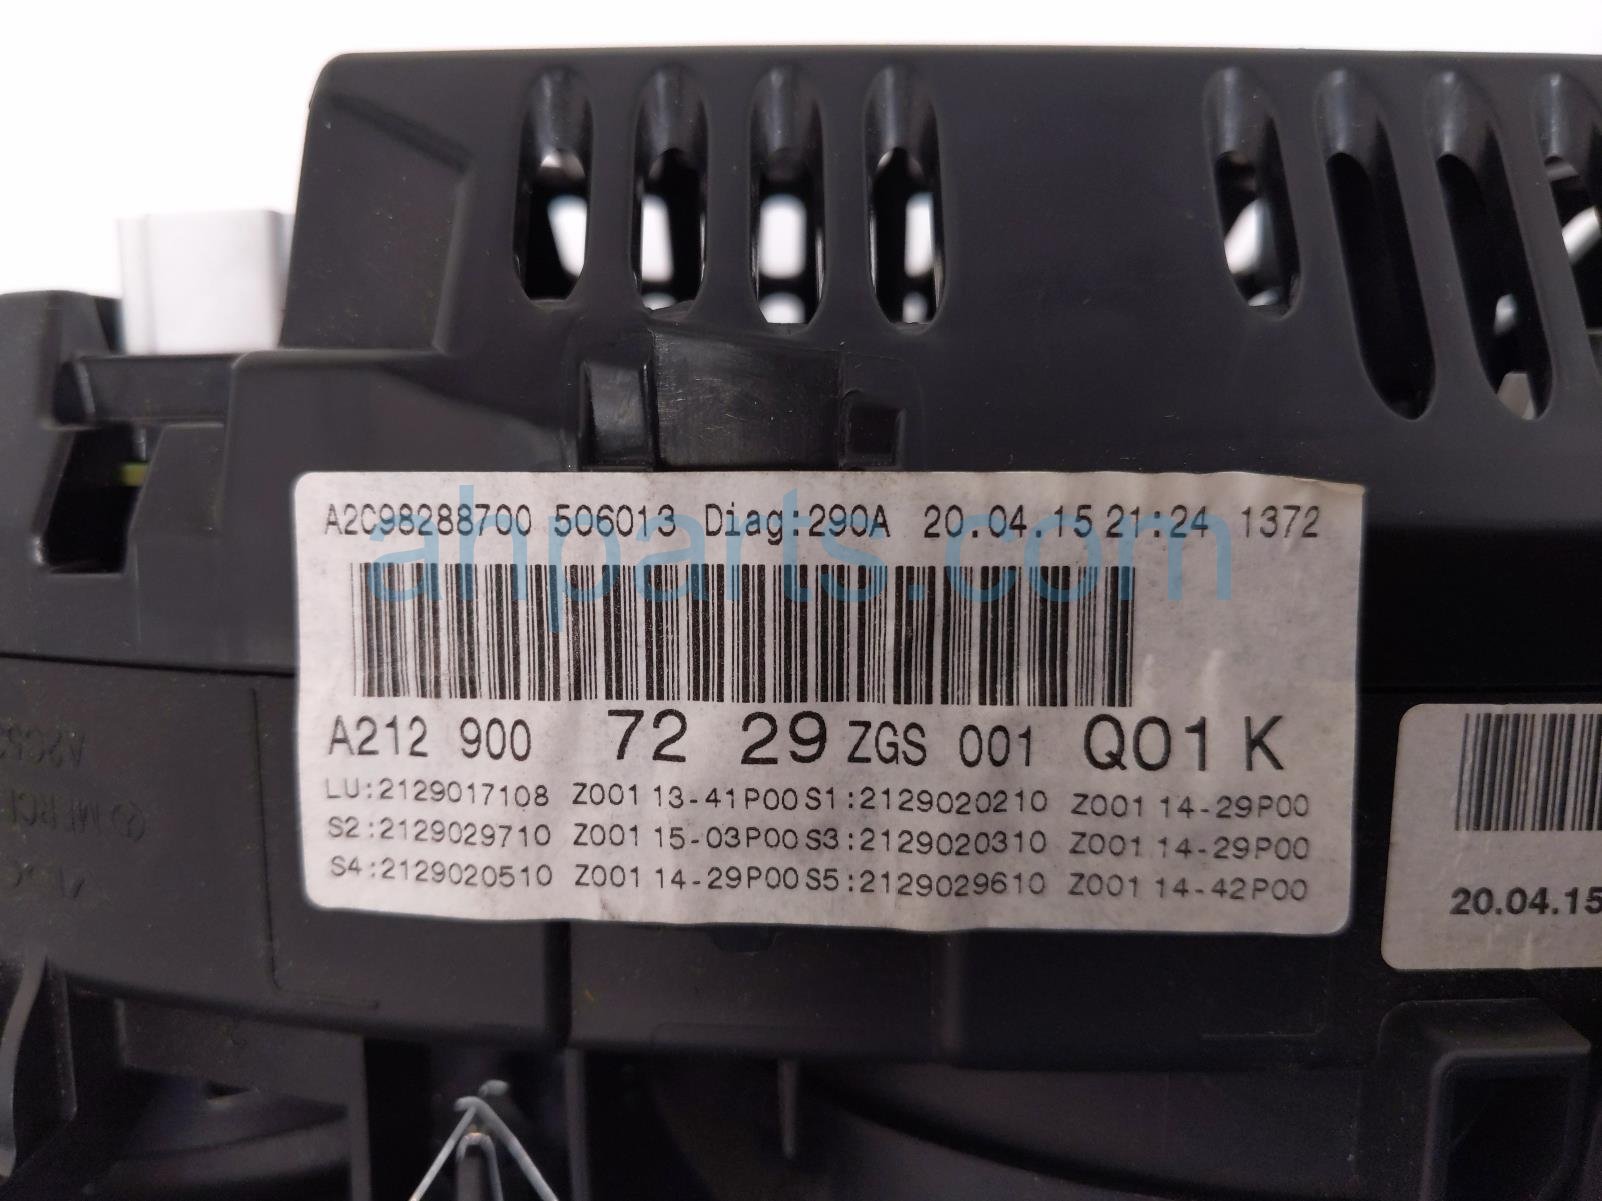 A2C98288700 506013 Diag:290A 20.04.15 21:24 1372
ahparts.com
A212 900 72 29 ZGS 001 Q01 K
LU:2129017108 Z001 13-41P00 S1:2129020210 Z001 14-29P00
S2:2129029710 Z001 15-03P00 S3:2129020310 Z001 14-29P00
S4:2129020510 Z001 14-29P00 S5:2129029610 Z001 14-42P00
20.04.15